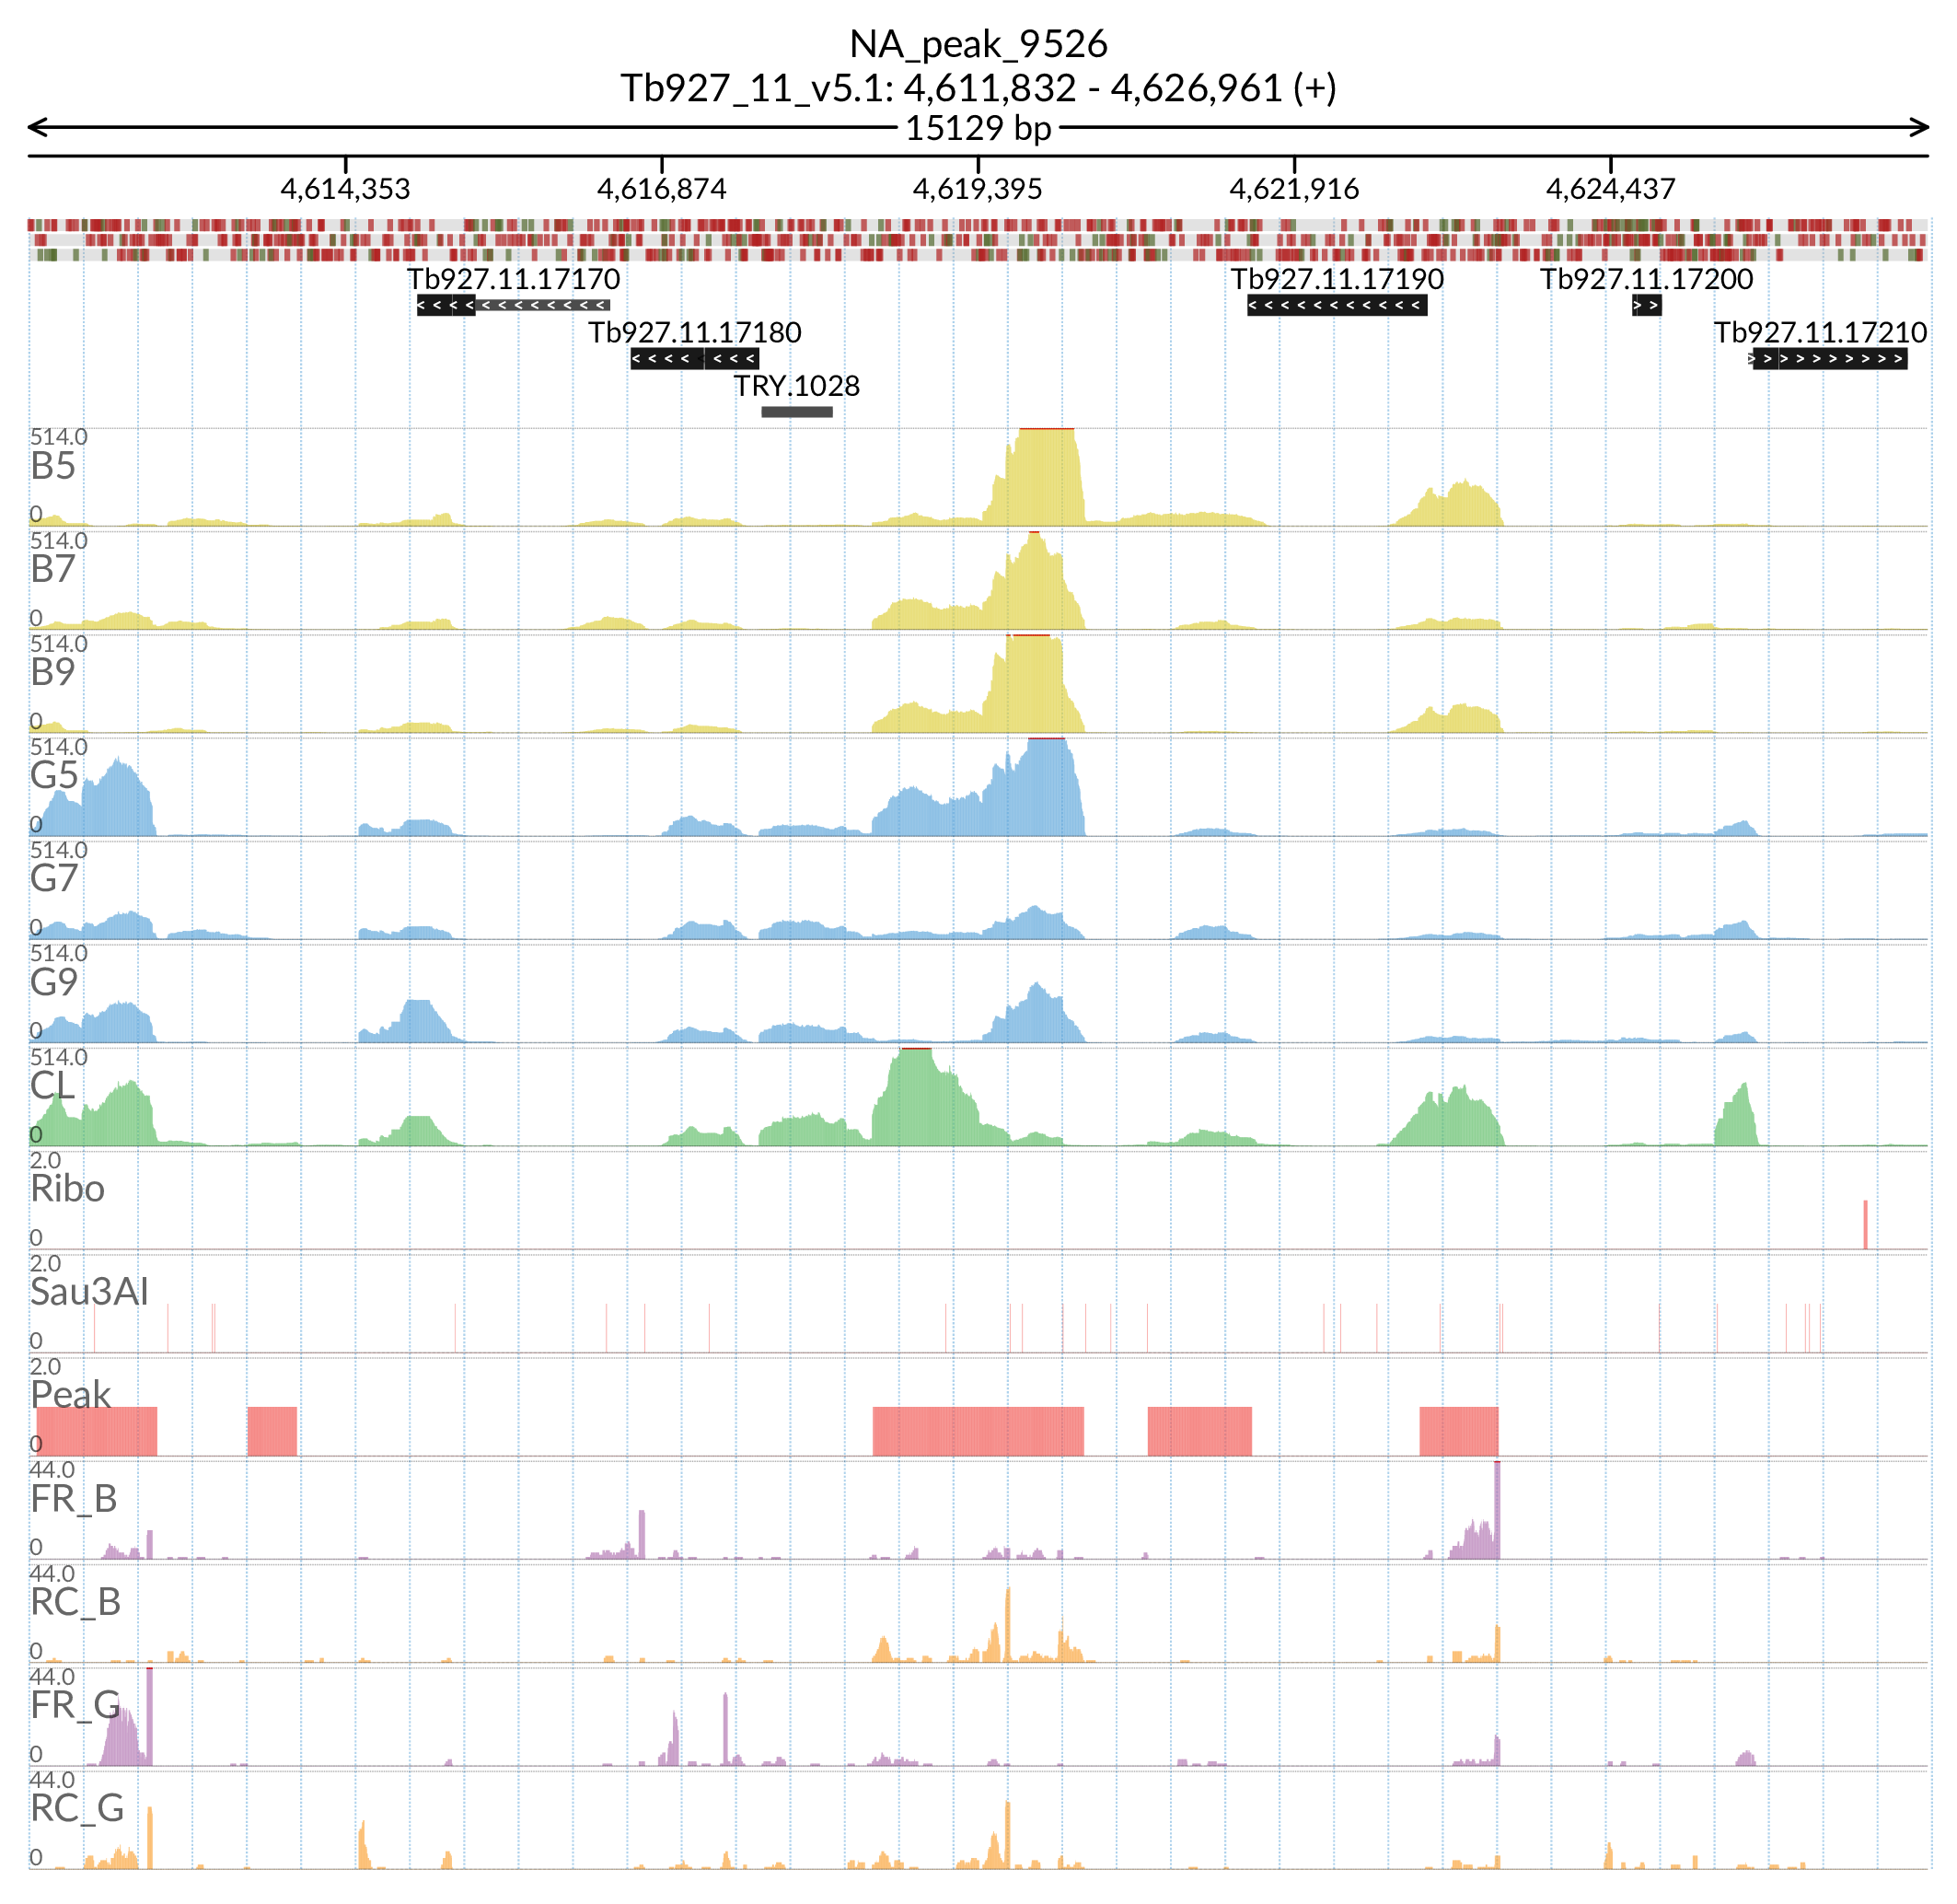 NA_peak_9526
Tb927_11_v5.1: 4,611,832 - 4,626,961 (+)
15129 bp
4,614,353 4,616,874 4,619,395 4,621,916 4,624,437
Tb927.11.17170 Tb927.11.17190 Tb927.11.17200
Tb927.11.17180 Tb927.11.17210
TRY.1028
514.0
B5
0
514.0
B7
0
514.0
B9
0
514.0
G5
0
514.0
G7
0
514.0
G9
0
514.0
CL
0
2.0
Ribo
0
2.0
Sau3AI
0
2.0
Peak
0
44.0
FR_B
0
44.0
RC_B
0
44.0
FR_G
0
44.0
RC_G
0